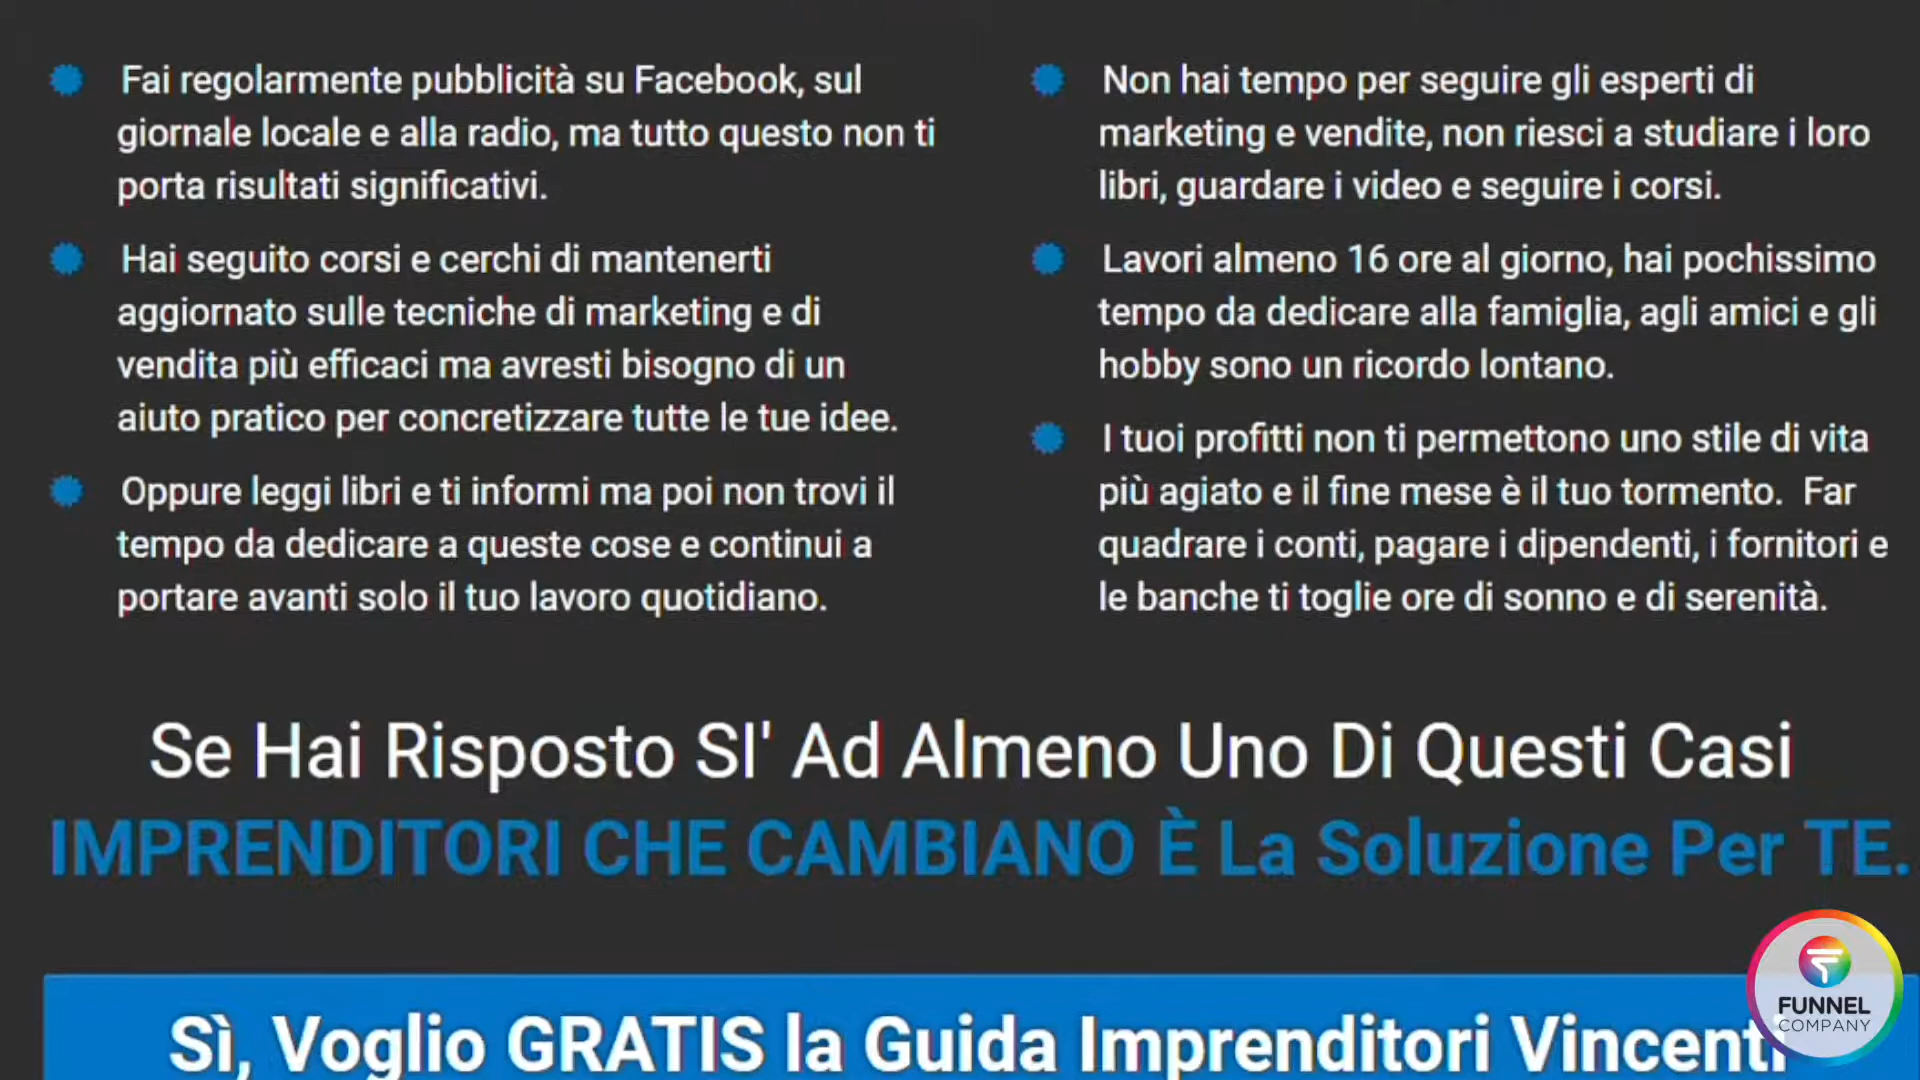 Fai regolarmente pubblicità su Facebook, sul
giornale locale e alla radio, ma tutto questo non ti
porta risultati significativi.
Hai seguito corsi e cerchi di mantenerti
aggiornato sulle tecniche di marketing e di
vendita più efficaci ma avresti bisogno di un
aiuto pratico per concretizzare tutte le tue idee.
Oppure leggi libri e ti informi ma poi non trovi il
tempo da dedicare a queste cose e continui a
portare avanti solo il tuo lavoro quotidiano.
Non hai tempo per seguire gli esperti di
marketing e vendite, non riesci a studiare i loro
libri, guardare i video e seguire i corsi.
Lavori almeno 16 ore al giorno, hai pochissimo
tempo da dedicare alla famiglia, agli amici e gli
hobby sono un ricordo lontano.
I tuoi profitti non ti permettono uno stile di vita
più agiato e il fine mese è il tuo tormento. Far
quadrare i conti, pagare i dipendenti, i fornitori e
le banche ti toglie ore di sonno e di serenità.
Se Hai Risposto SI' Ad Almeno Uno Di Questi Casi
IMPRENDITORI CHE CAMBIANO È La Soluzione Per TE.
Sì, Voglio GRATIS la Guida Imprenditori Vincenti
FUNNEL
COMPANY